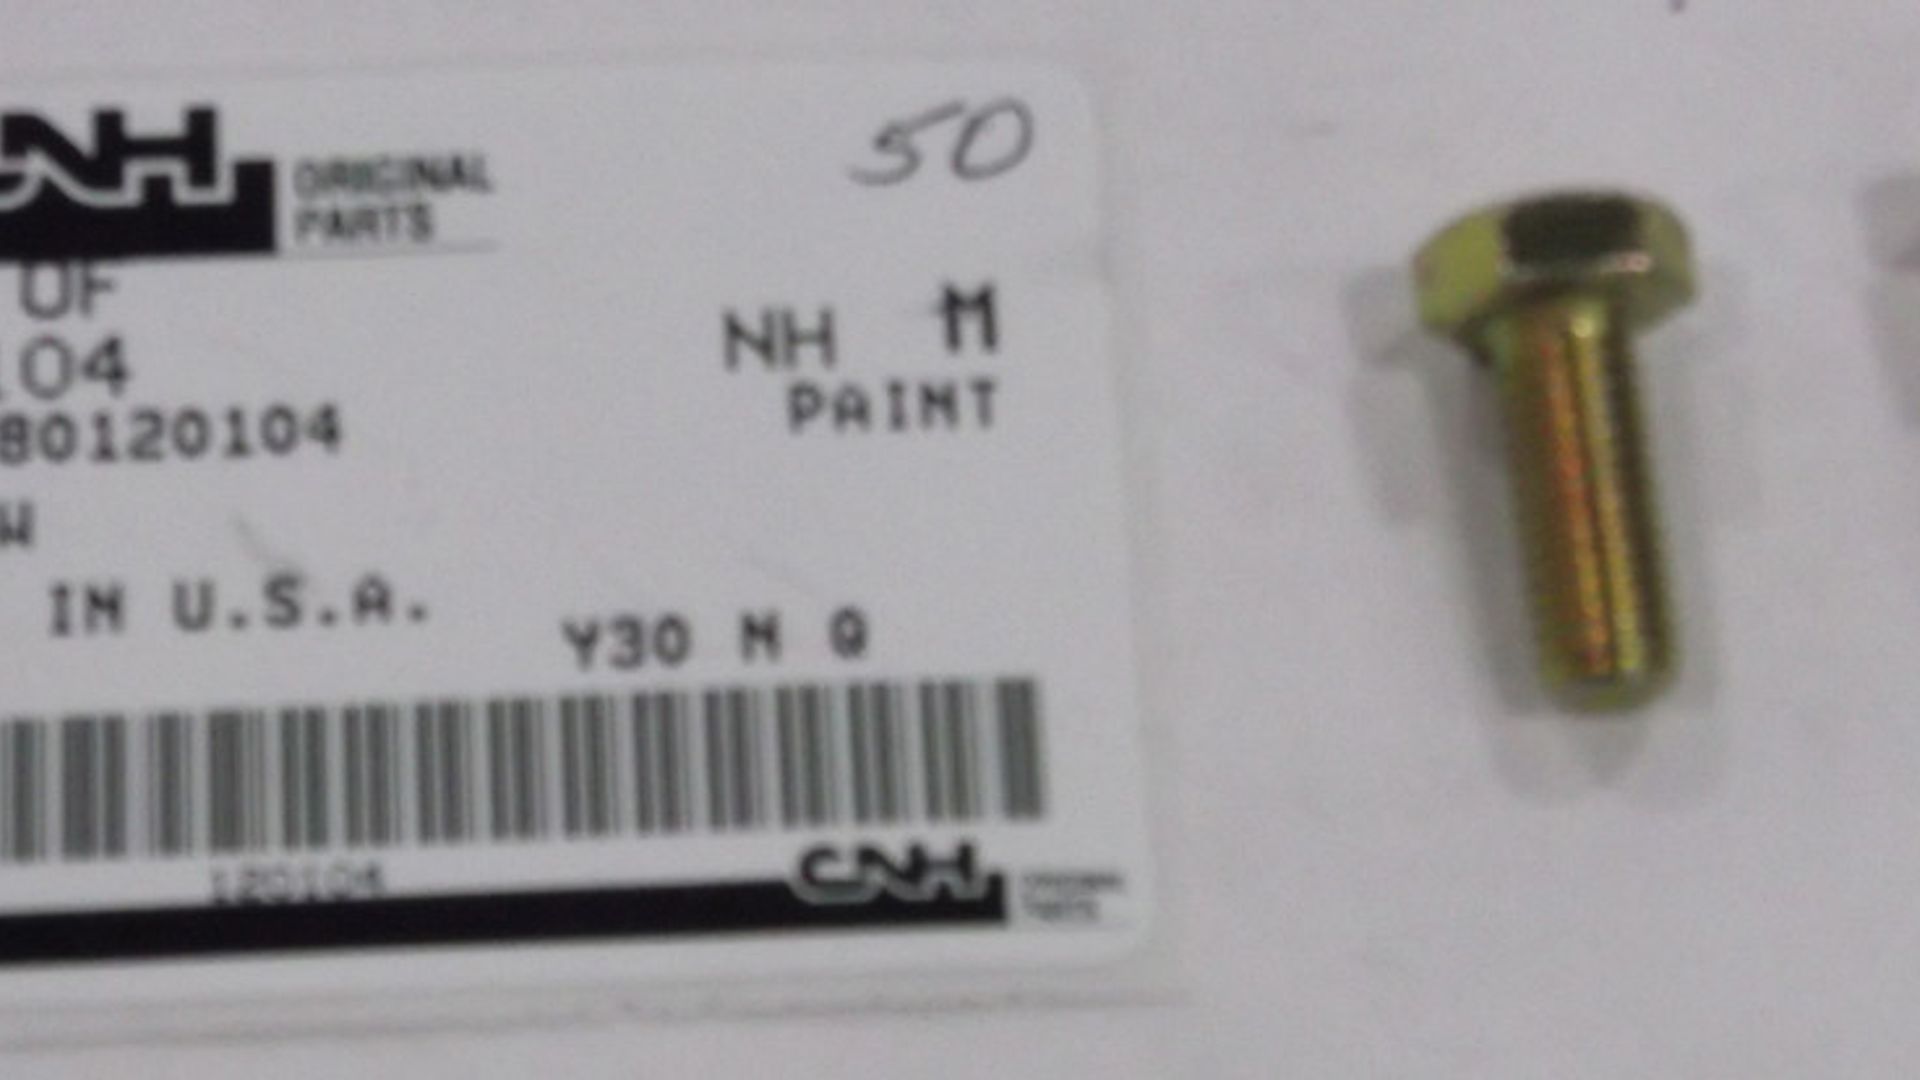 CNH ORIGINAL PARTS
50
OF
104
NH M
80120104
PAINT
W
IN U.S.A.
Y30 M Q
120104
CNH